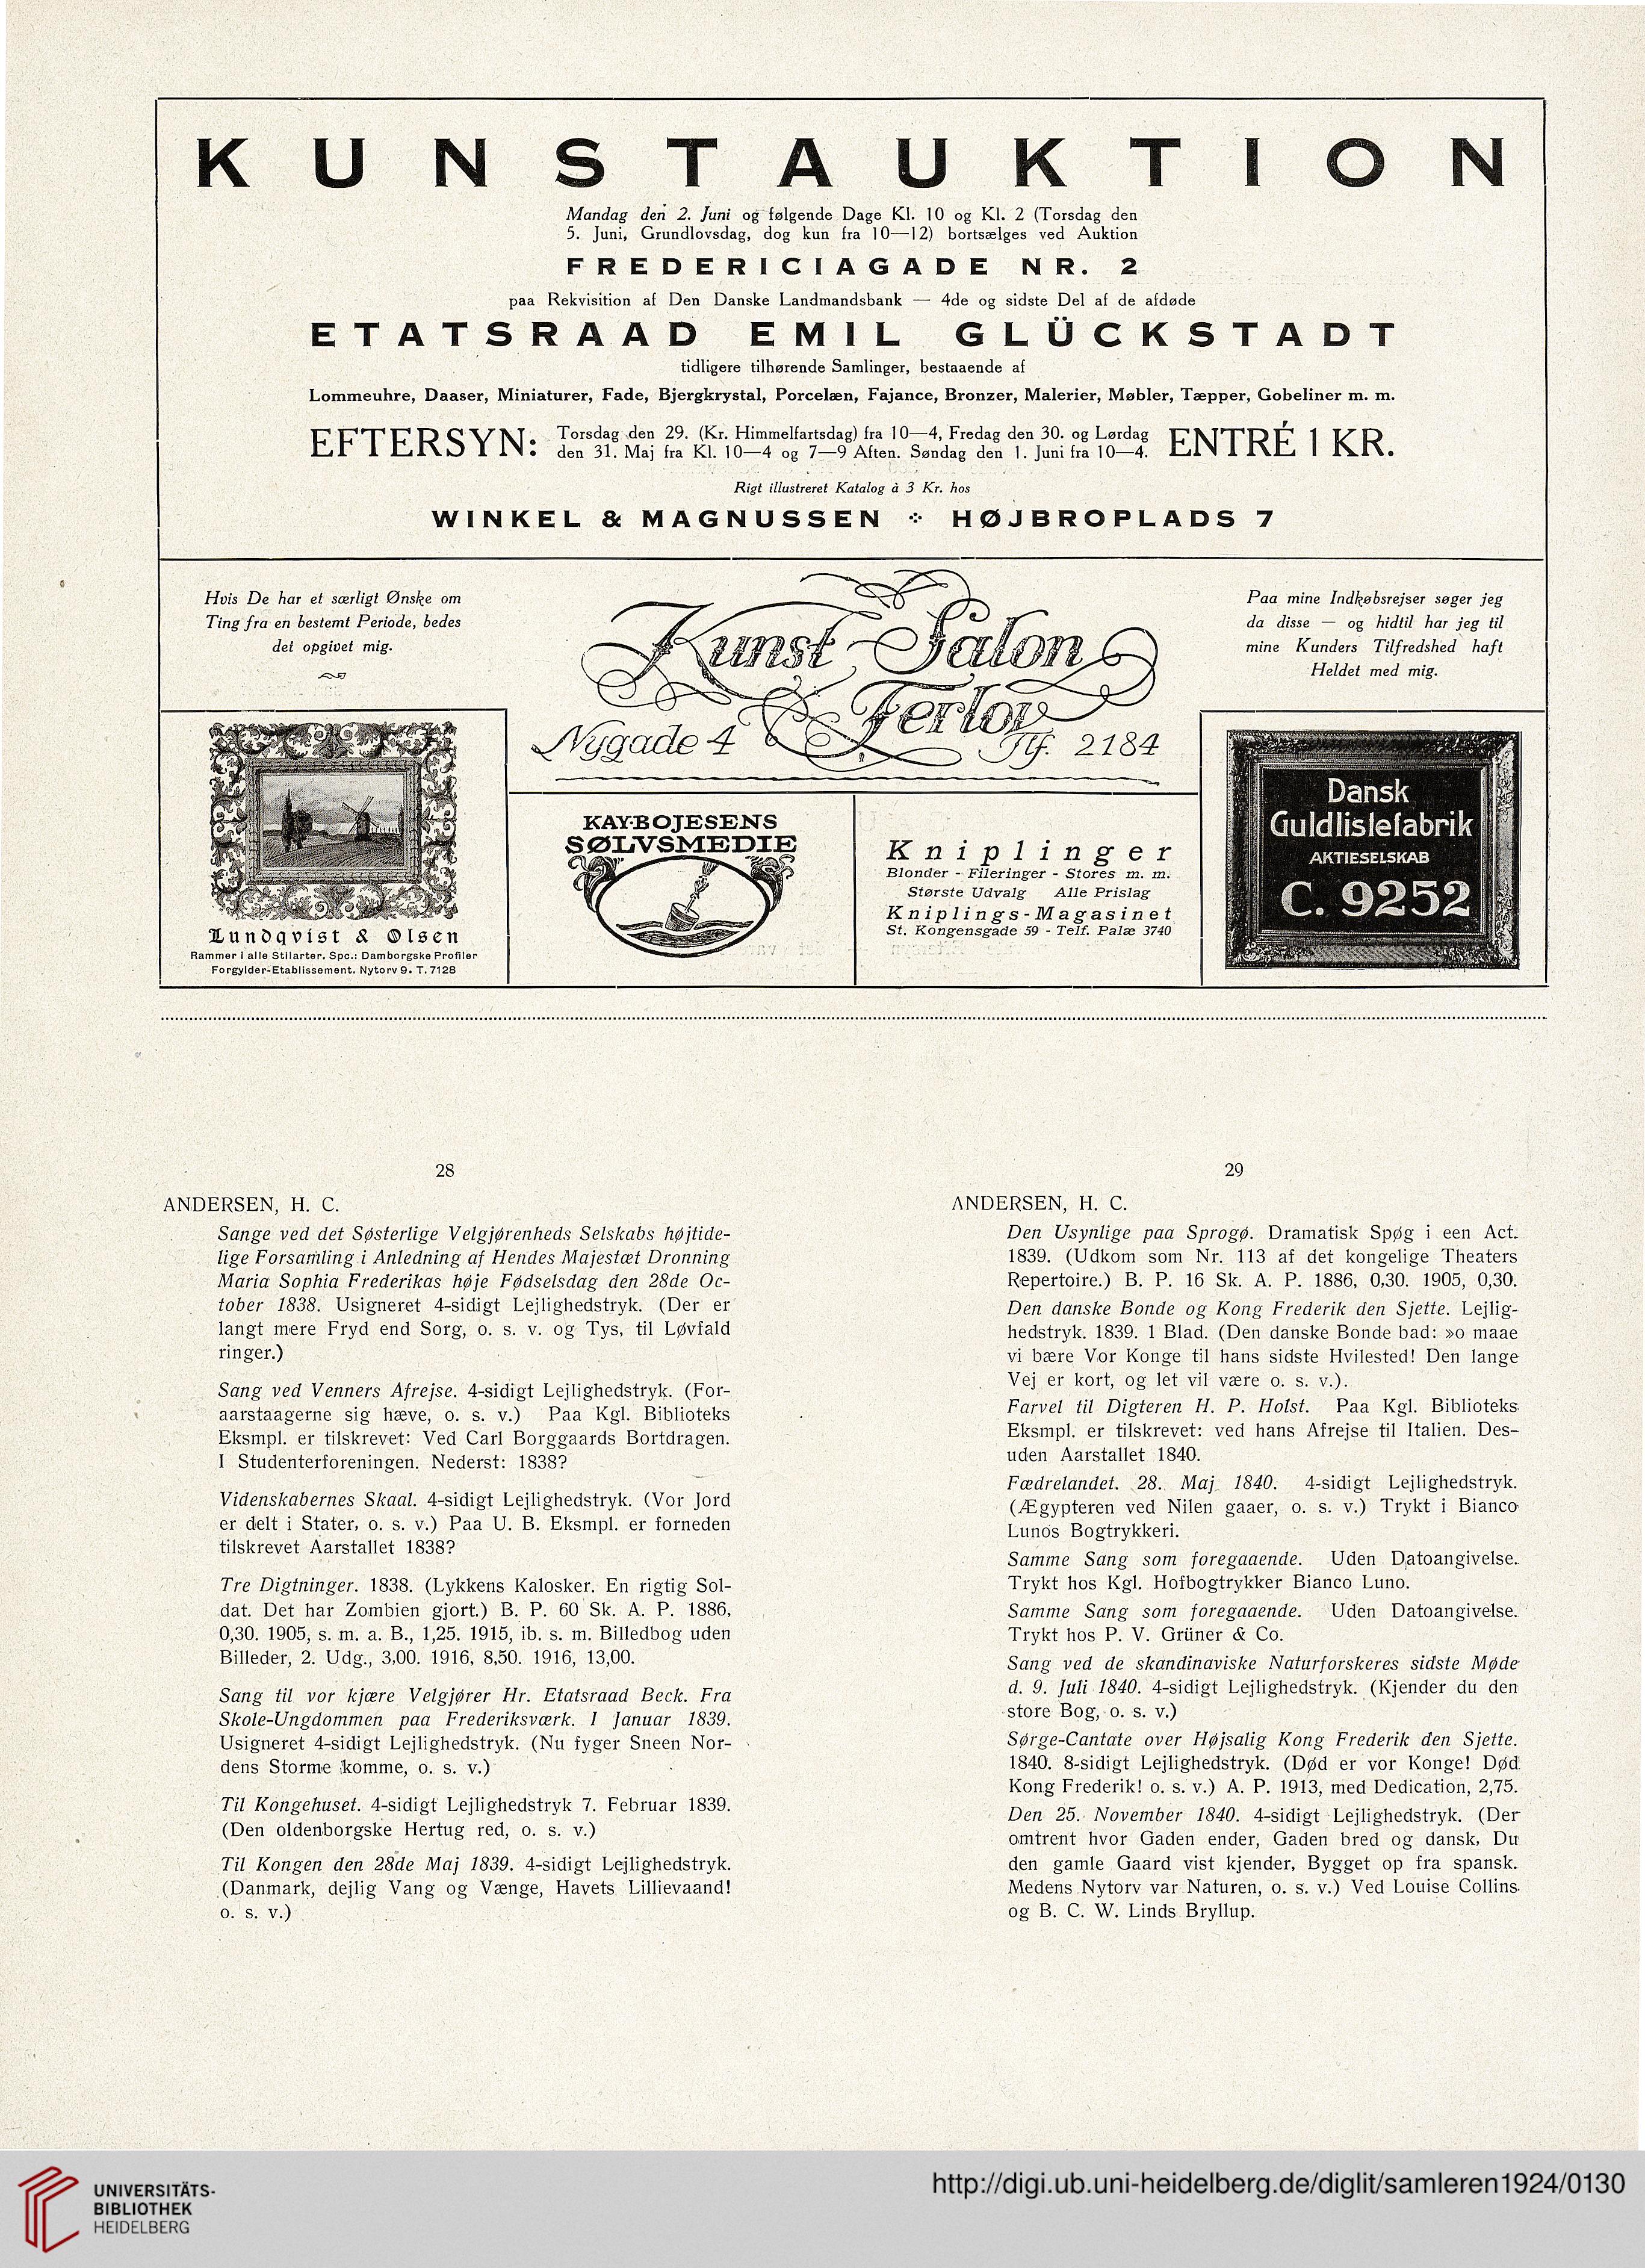 KUNSTAUKTION
Mandag den 2. Juni og følgende Dage Kl. 10 og Kl. 2 (Torsdag den
5. Juni, Grundlovsdag, dog kun fra 10—12) bortsælges ved Auktion
FREDERICIAGADE NR. 2
paa Rekvisition af Den Danske Landmandsbank — 4de og sidste Del af de afdøde
ETATSRAAD EMIL GLÜCKSTADT
tidligere tilhørende Samlinger, bestaaende af
Lommeuhre, Daaser, Miniaturer, Fade, Bjergkrystal, Porcelæn, Fajance, Bronzer, Malerier, Møbler, Tæpper, Gobeliner m. m.
EFTERSYN: Torsdag den 29. (Kr. Himmelfartsdag) fra 10—4, Fredag den 30. og Lørdag
den 31. Maj fra Kl. 10—4 og 7—9 Aften. Søndag den 1. Juni fra 10—4. ENTRÉ 1 KR.
Rigt illustreret Katalog à 3 Kr. hos
WINKEL & MAGNUSSEN ⁘ HØJBROPLADS 7
Hvis De har et særligt Ønske om
Ting fra en bestemt Periode, bedes
det opgivet mig.
Kunst-Salon
Ferlov
Nygade 4 Tlf. 2184
Paa mine Indkøbsrejser søger jeg
da disse — og hidtil har jeg til
mine Kunders Tilfredshed haft
Heldet med mig.
Lundqvist & Olsen
Rammer i alle Stilarter. Spc.: Damborgske Profiler
Forgylder-Etablissement. Nytorv 9. T. 7128
KAY·BOJESENS
SØLVSMEDIE
Kniplinger
Blonder - Fileringer - Stores m. m.
Største Udvalg Alle Prislag
Kniplings-Magasinet
St. Kongensgade 59 - Telf. Palæ 3740
Dansk
Guldlistefabrik
AKTIESELSKAB
C. 9252
28
ANDERSEN, H. C.
Sange ved det Søsterlige Velgjørenheds Selskabs højtide-
lige Forsamling i Anledning af Hendes Majestæt Dronning
Maria Sophia Frederikas høje Fødselsdag den 28de Oc-
tober 1838. Usigneret 4-sidigt Lejlighedstryk. (Der er
langt mere Fryd end Sorg, o. s. v. og Tys, til Løvfald
ringer.)
Sang ved Venners Afrejse. 4-sidigt Lejlighedstryk. (For-
aarstaagerne sig hæve, o. s. v.) Paa Kgl. Biblioteks
Eksmpl. er tilskrevet: Ved Carl Borggaards Bortdragen.
I Studenterforeningen. Nederst: 1838?
Videnskabernes Skaal. 4-sidigt Lejlighedstryk. (Vor Jord
er delt i Stater, o. s. v.) Paa U. B. Eksmpl. er forneden
tilskrevet Aarstallet 1838?
Tre Digtninger. 1838. (Lykkens Kalosker. En rigtig Sol-
dat. Det har Zombien gjort.) B. P. 60 Sk. A. P. 1886,
0,30. 1905, s. m. a. B., 1,25. 1915, ib. s. m. Billedbog uden
Billeder, 2. Udg., 3,00. 1916, 8,50. 1916, 13,00.
Sang til vor kjære Velgjører Hr. Etatsraad Beck. Fra
Skole-Ungdommen paa Frederiksværk. I Januar 1839.
Usigneret 4-sidigt Lejlighedstryk. (Nu fyger Sneen Nor-
dens Storme komme, o. s. v.)
Til Kongehuset. 4-sidigt Lejlighedstryk 7. Februar 1839.
(Den oldenborgske Hertug red, o. s. v.)
Til Kongen den 28de Maj 1839. 4-sidigt Lejlighedstryk.
(Danmark, dejlig Vang og Vænge, Havets Lillievaand!
o. s. v.)
29
ANDERSEN, H. C.
Den Usynlige paa Sprogø. Dramatisk Spøg i een Act.
1839. (Udkom som Nr. 113 af det kongelige Theaters
Repertoire.) B. P. 16 Sk. A. P. 1886, 0,30. 1905, 0,30.
Den danske Bonde og Kong Frederik den Sjette. Lejlig-
hedstryk. 1839. 1 Blad. (Den danske Bonde bad: »o maae
vi bære Vor Konge til hans sidste Hvilested! Den lange
Vej er kort, og let vil være o. s. v.).
Farvel til Digteren H. P. Holst. Paa Kgl. Biblioteks
Eksmpl. er tilskrevet: ved hans Afrejse til Italien. Des-
uden Aarstallet 1840.
Fædrelandet. 28. Maj 1840. 4-sidigt Lejlighedstryk.
(Ægypteren ved Nilen gaaer, o. s. v.) Trykt i Bianco
Lunos Bogtrykkeri.
Samme Sang som foregaaende. Uden Datoangivelse.
Trykt hos Kgl. Hofbogtrykker Bianco Luno.
Samme Sang som foregaaende. Uden Datoangivelse.
Trykt hos P. V. Grüner & Co.
Sang ved de skandinaviske Naturforskeres sidste Møde
d. 9. Juli 1840. 4-sidigt Lejlighedstryk. (Kjender du den
store Bog, o. s. v.)
Sørge-Cantate over Højsalig Kong Frederik den Sjette.
1840. 8-sidigt Lejlighedstryk. (Død er vor Konge! Død
Kong Frederik! o. s. v.) A. P. 1913, med Dedication, 2,75.
Den 25. November 1840. 4-sidigt Lejlighedstryk. (Der
omtrent hvor Gaden ender, Gaden bred og dansk, Du
den gamle Gaard vist kjender, Bygget op fra spansk.
Medens Nytorv var Naturen, o. s. v.) Ved Louise Collins
og B. C. W. Linds Bryllup.
UNIVERSITÄTS-
BIBLIOTHEK
HEIDELBERG
http://digi.ub.uni-heidelberg.de/diglit/samleren1924/0130